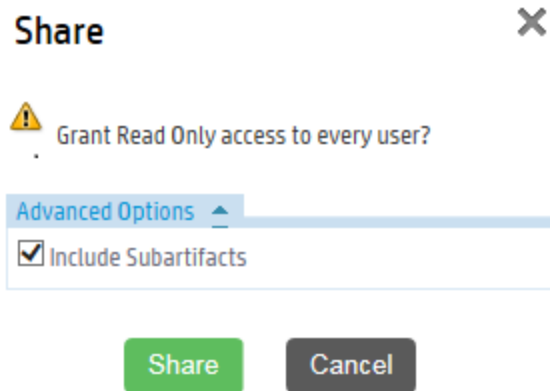 Share
Grant Read Only access to every user?
Advanced Options
Include Subartifacts
Share
Cancel